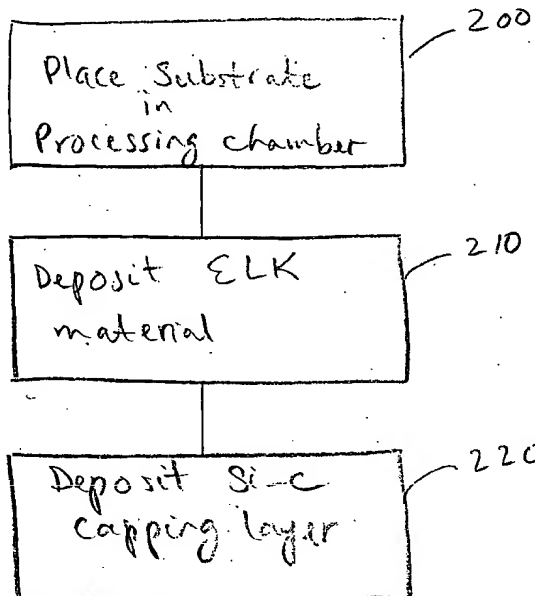 200
Place Substrate
in
Processing chamber
210
Deposit ELK
material
220
Deposit Si-C
capping layer